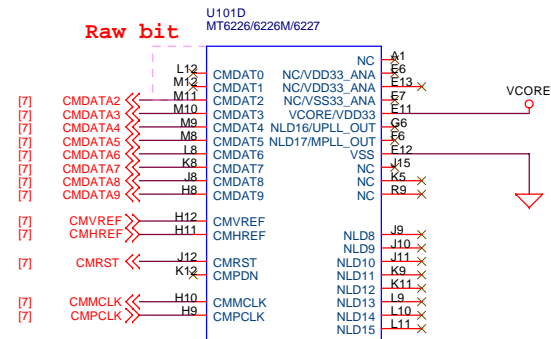 U101D
MT6226/6226M/6227
Raw bit
NC A1
L12 CMDAT0 NC/VDD33_ANA E6
M12 CMDAT1 NC/VDD33_ANA E13
[7] CMDATA2 M11 CMDAT2 NC/VSS33_ANA E7 VCORE
[7] CMDATA3 M10 CMDAT3 VCORE/VDD33 E11
[7] CMDATA4 M9 CMDAT4 NLD16/UPLL_OUT G6
[7] CMDATA5 M8 CMDAT5 NLD17/MPLL_OUT F6
[7] CMDATA6 L8 CMDAT6 VSS E12
[7] CMDATA7 K8 CMDAT7 NC J15
[7] CMDATA8 J8 CMDAT8 NC K5
[7] CMDATA9 H8 CMDAT9 NC R9
[7] CMVREF H12 CMVREF
[7] CMHREF H11 CMHREF NLD8 J9
NLD9 J10
[7] CMRST J12 CMRST NLD10 J11
K12 CMPDN NLD11 K9
NLD12 K11
[7] CMMCLK H10 CMMCLK NLD13 L9
[7] CMPCLK H9 CMPCLK NLD14 L10
NLD15 L11